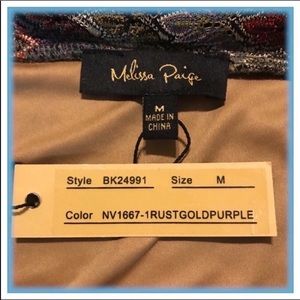 Melissa Paige
M
MADE IN
CHINA
Style BK24991 Size M
Color NV1667-1RUSTGOLDPURPLE